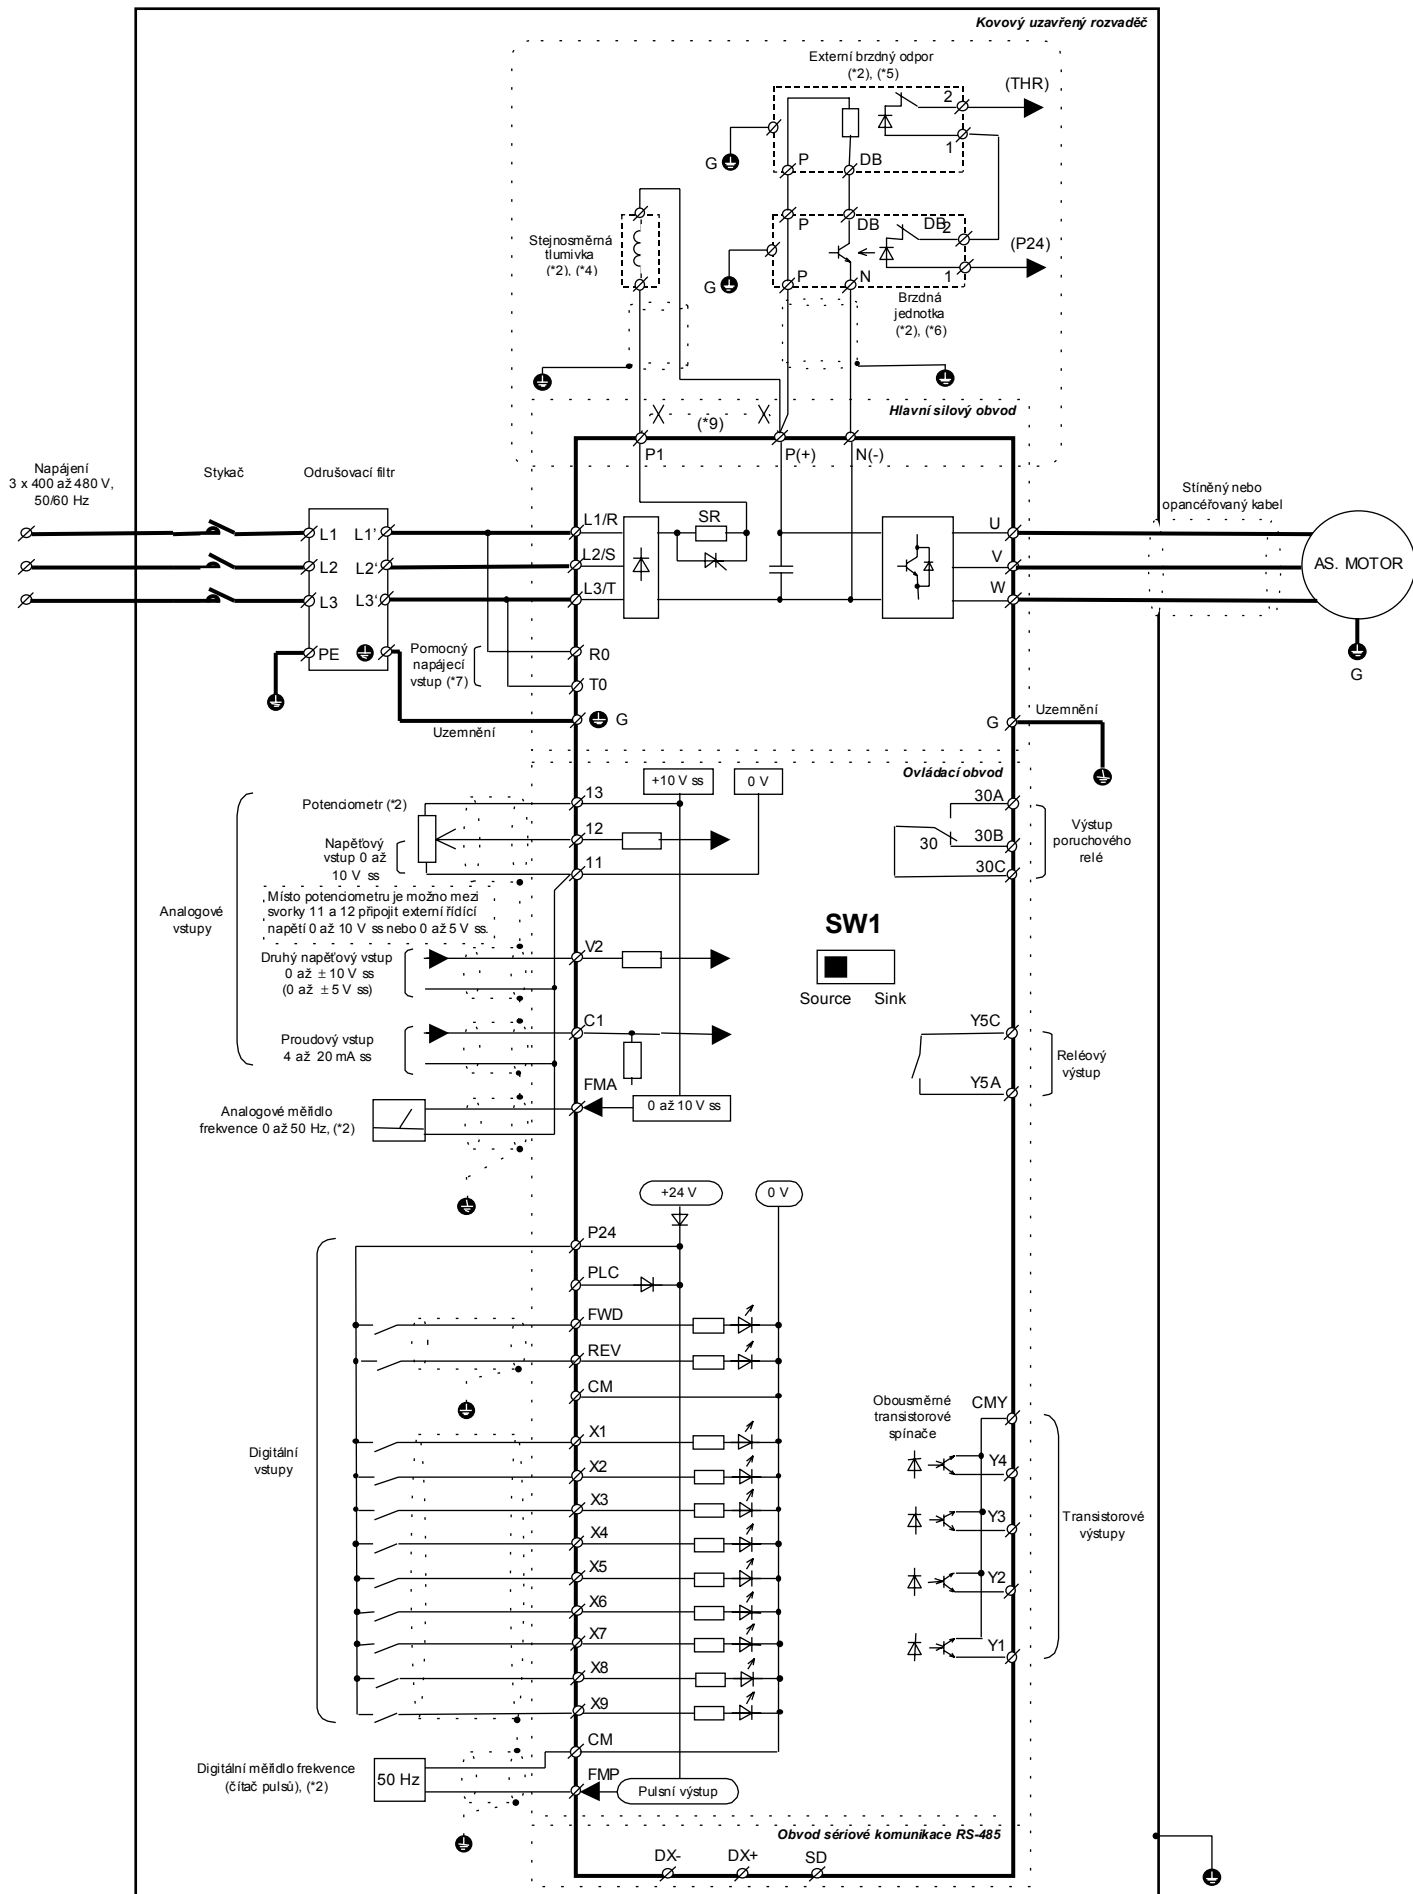 Kovový uzavřený rozvaděč
Externí brzdný odpor
(*2), (*5)
(THR)
2
1
G
P
DB
P
DB
DB
2
(P24)
1
G
P
N
Stejnosměrná
tlumivka
(*2), (*4)
Brzdná
jednotka
(*2), (*6)
Hlavní silový obvod
(*9)
P1
P(+)
N(-)
Napájení
3 x 400 až 480 V,
50/60 Hz
Stykač
Odrušovací filtr
Stíněný nebo
opancéřovaný kabel
L1
L1’
L1/R
SR
U
L2
L2‘
L2/S
V
AS. MOTOR
L3
L3‘
L3/T
W
PE
G
Pomocný
napájecí
vstup (*7)
R0
T0
G
Uzemnění
G
Uzemnění
Ovládací obvod
+10 V ss
0 V
Potenciometr (*2)
13
12
11
Napěťový
vstup 0 až
10 V ss
30A
30
30B
30C
Výstup
poruchového
relé
Místo potenciometru je možno mezi
svorky 11 a 12 připojit externí řídící
napětí 0 až 10 V ss nebo 0 až 5 V ss.
Analogové
vstupy
SW1
Source
Sink
Druhý napěťový vstup
0 až ± 10 V ss
(0 až ± 5 V ss)
V2
Proudový vstup
4 až 20 mA ss
C1
Y5C
Y5A
Reléový
výstup
FMA
0 až 10 V ss
Analogové měřidlo
frekvence 0 až 50 Hz, (*2)
+24 V
0 V
P24
PLC
FWD
REV
CM
X1
X2
X3
X4
X5
X6
X7
X8
X9
CM
FMP
Digitální
vstupy
Obousměrné
transistorové
spínače
CMY
Y4
Y3
Y2
Y1
Transistorové
výstupy
Digitální měřidlo frekvence
(čítač pulsů), (*2)
50 Hz
Pulsní výstup
Obvod sériové komunikace RS-485
DX-
DX+
SD